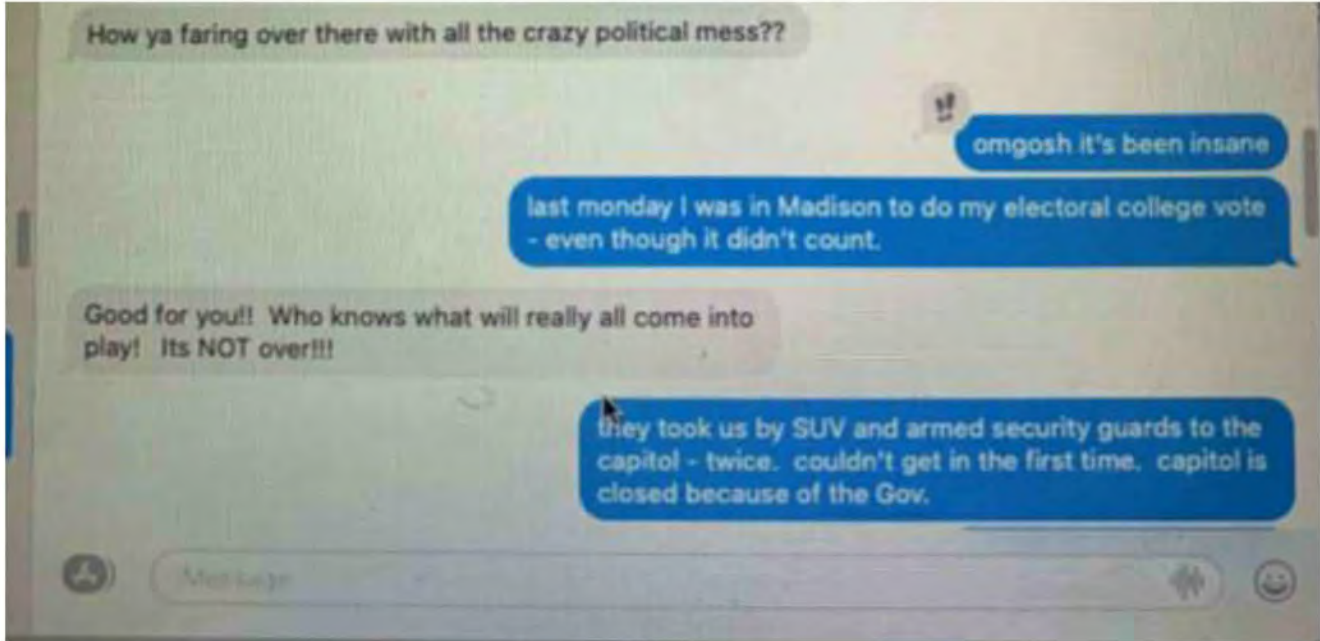 How ya faring over there with all the crazy political mess??
omgosh it's been insane
last monday I was in Madison to do my electoral college vote
- even though it didn't count.
Good for you!! Who knows what will really all come into
play! Its NOT over!!!
they took us by SUV and armed security guards to the
capitol - twice. couldn't get in the first time. capitol is
closed because of the Gov.
Message